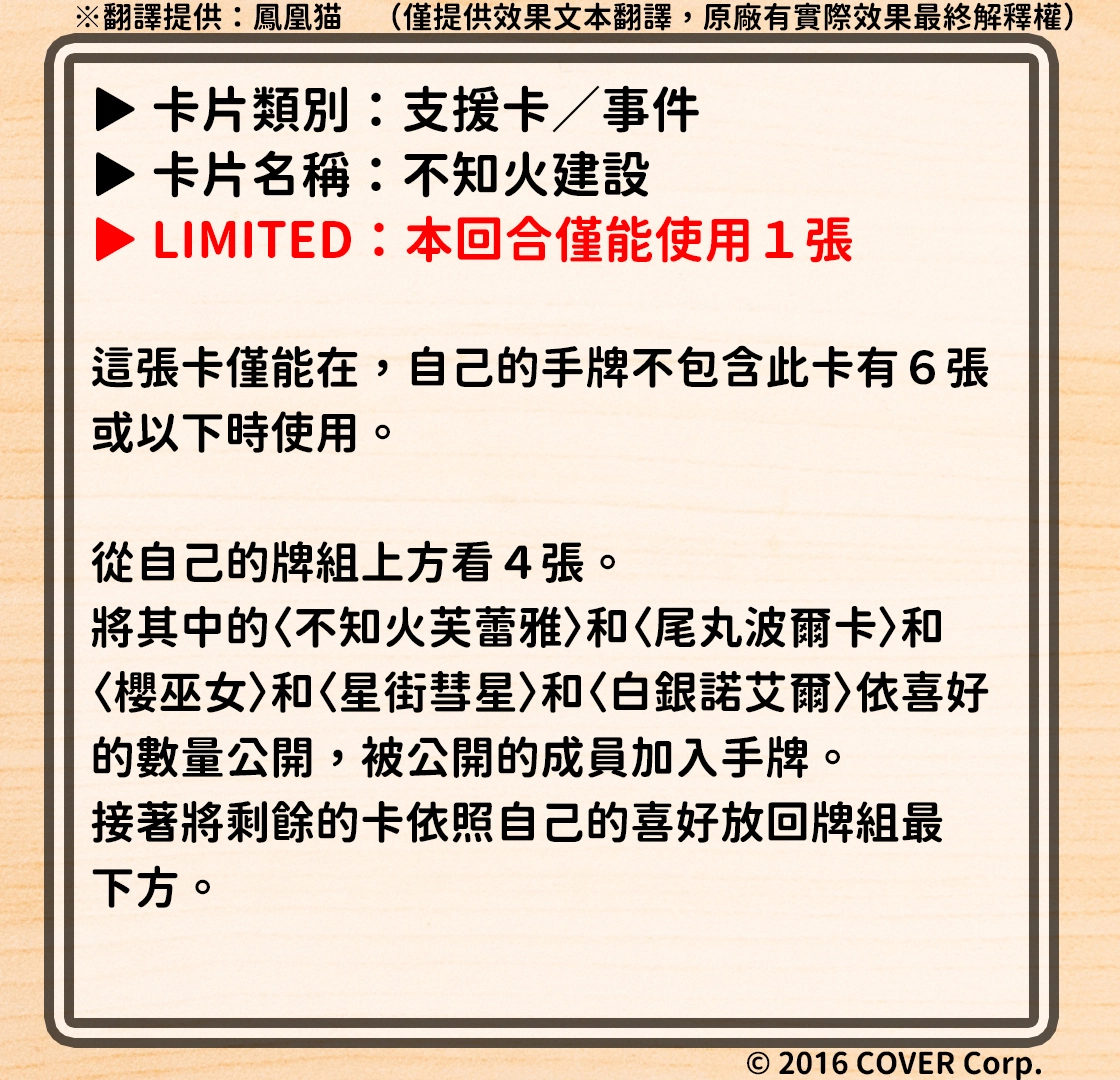 ※翻譯提供：鳳凰猫　（僅提供效果文本翻譯，原廠有實際效果最終解釋權）
▶ 卡片類別：支援卡／事件
▶ 卡片名稱：不知火建設
▶ LIMITED：本回合僅能使用１張
這張卡僅能在，自己的手牌不包含此卡有６張
或以下時使用。
從自己的牌組上方看４張。
將其中的〈不知火芙蕾雅〉和〈尾丸波爾卡〉和
〈櫻巫女〉和〈星街彗星〉和〈白銀諾艾爾〉依喜好
的數量公開，被公開的成員加入手牌。
接著將剩餘的卡依照自己的喜好放回牌組最
下方。
© 2016 COVER Corp.